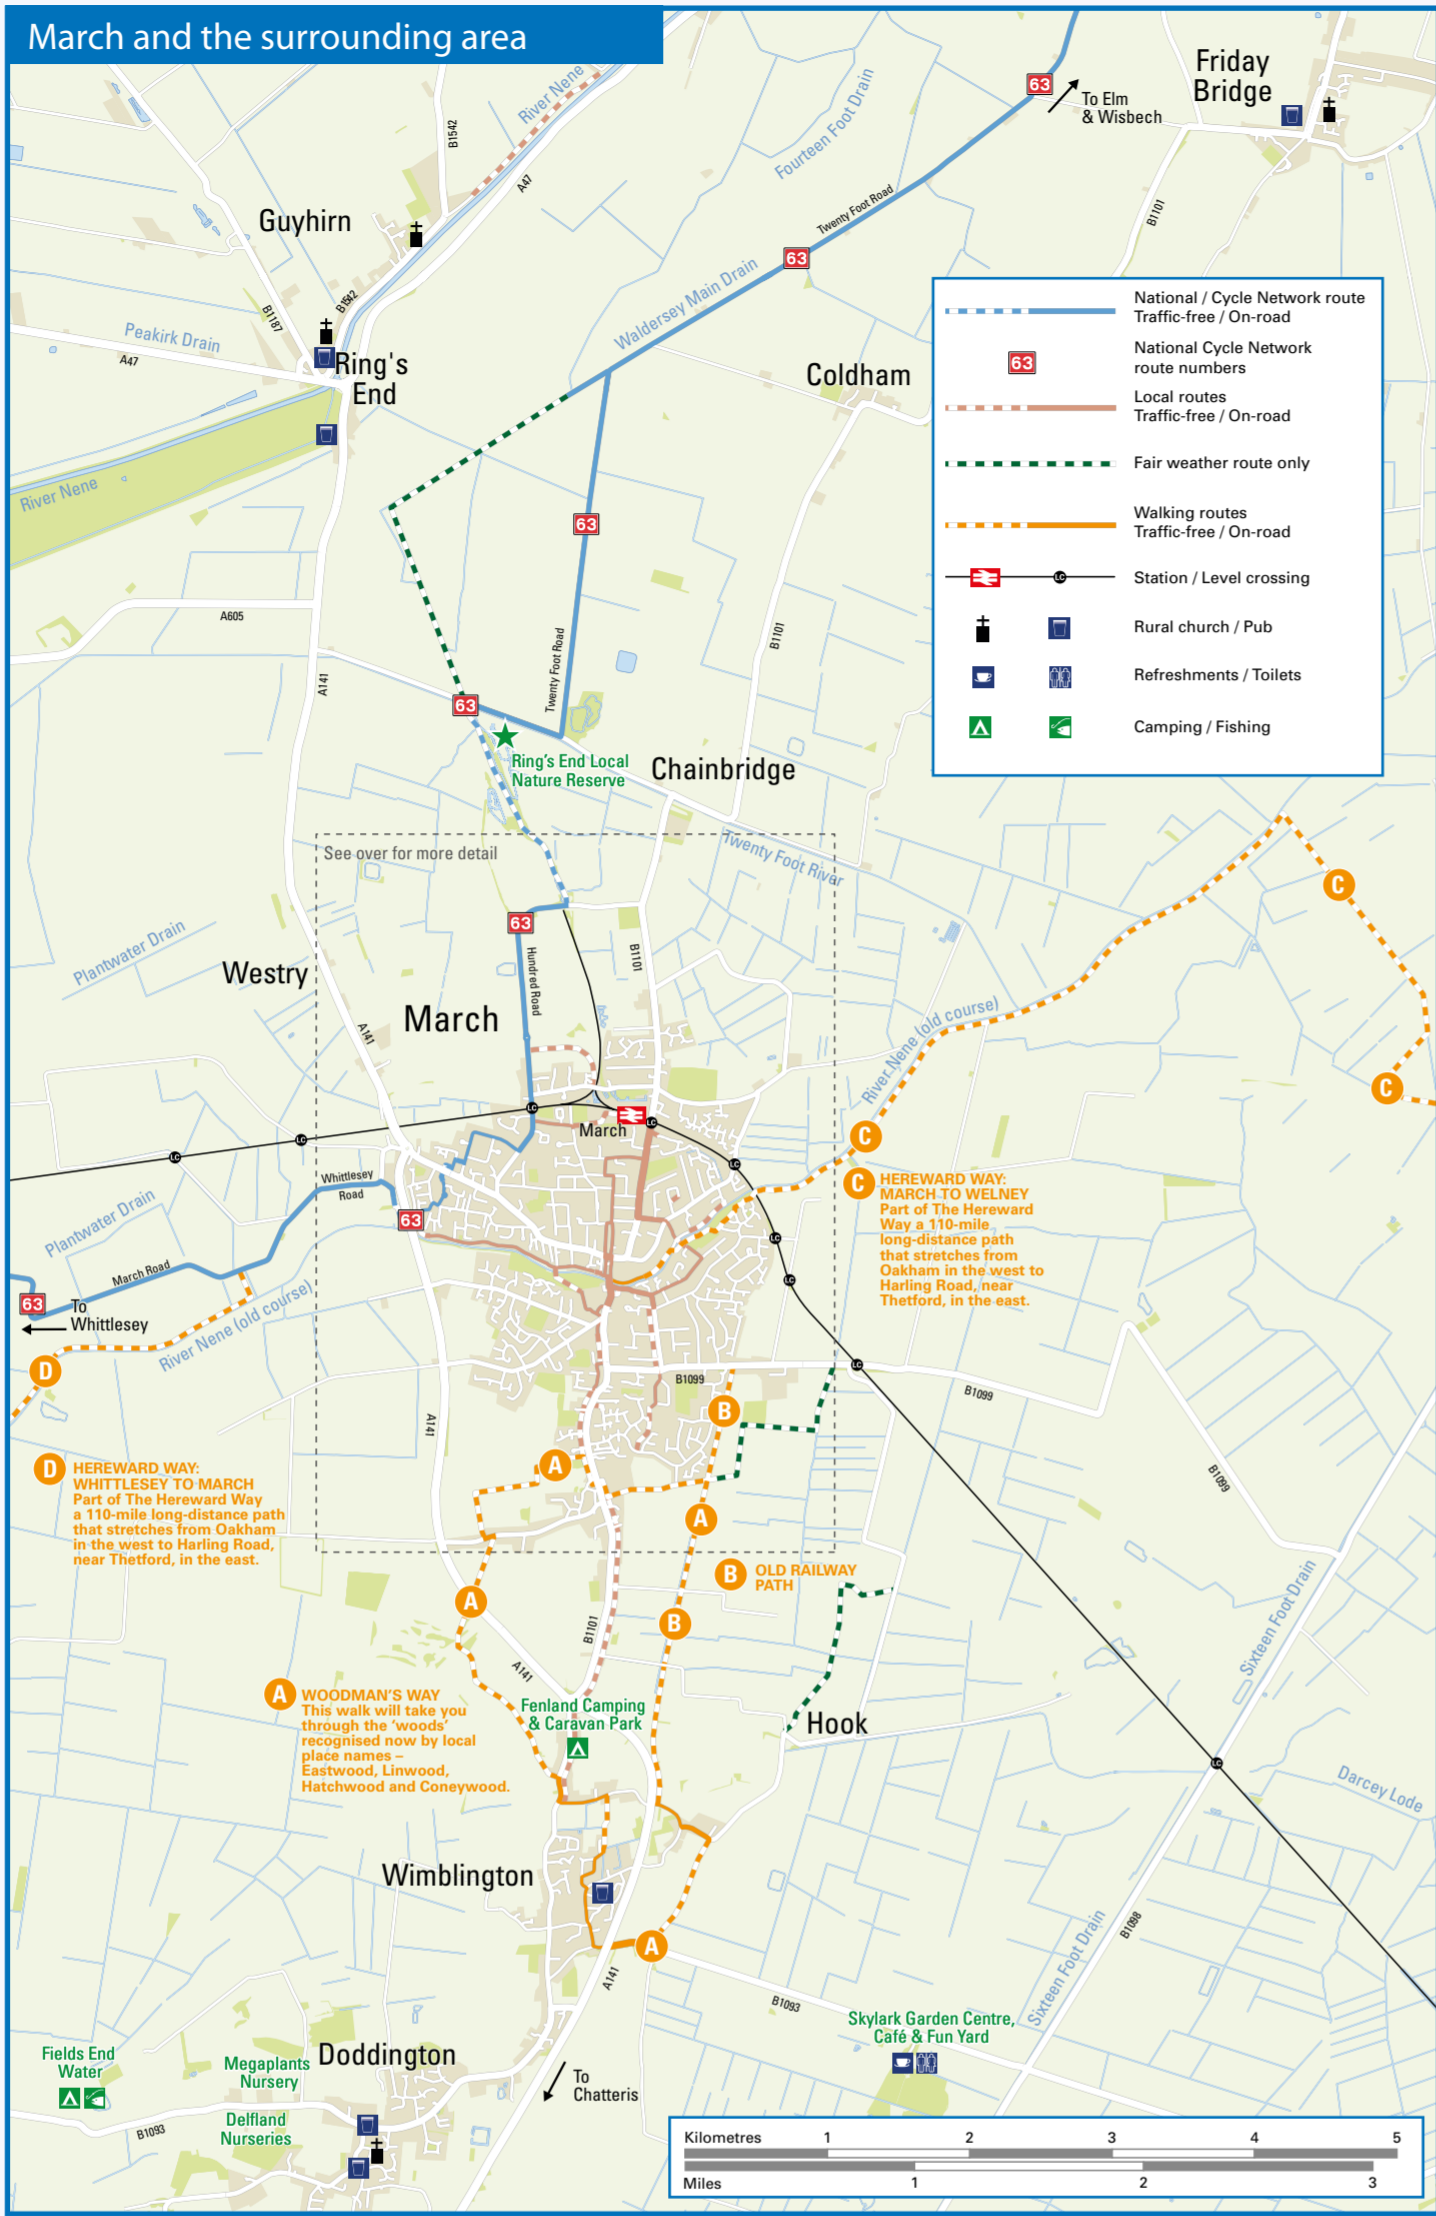 March and the surrounding area
River Nene
B1542
A47
Fourteen Foot Drain
63
To Elm
& Wisbech
Friday
Bridge
B1101
Guyhirn
Twenty Foot Road
63
Waldersey Main Drain
B1187
B1542
Peakirk Drain
A47
Ring's
End
River Nene
Coldham
National / Cycle Network route
Traffic-free / On-road
63
National Cycle Network
route numbers
Local routes
Traffic-free / On-road
Fair weather route only
Walking routes
Traffic-free / On-road
LC
Station / Level crossing
Rural church / Pub
Refreshments / Toilets
Camping / Fishing
63
A605
A141
Twenty Foot Road
B1101
63
Ring's End Local
Nature Reserve
Chainbridge
Twenty Foot River
See over for more detail
63
Hundred Road
B1101
Plantwater Drain
Westry
March
A141
River Nene (old course)
C
C
C
LC
LC
LC
March
LC
LC
C
HEREWARD WAY:
MARCH TO WELNEY
Part of The Hereward
Way a 110-mile
long-distance path
that stretches from
Oakham in the west to
Harling Road, near
Thetford, in the east.
Whittlesey
Road
63
Plantwater Drain
March Road
63
To
Whittlesey
River Nene (old course)
D
LC
LC
LC
B1099
B1099
B1099
A141
B
A
D
HEREWARD WAY:
WHITTLESEY TO MARCH
Part of The Hereward Way
a 110-mile long-distance path
that stretches from Oakham
in the west to Harling Road,
near Thetford, in the east.
A
B
OLD RAILWAY
PATH
A
B
B1101
A141
A
WOODMAN'S WAY
This walk will take you
through the 'woods'
recognised now by local
place names –
Eastwood, Linwood,
Hatchwood and Coneywood.
Fenland Camping
& Caravan Park
Hook
Sixteen Foot Drain
LC
Darcey Lode
Wimblington
A
A141
B1093
Sixteen Foot Drain
B1098
Skylark Garden Centre,
Café & Fun Yard
Fields End
Water
Megaplants
Nursery
Doddington
Delfland
Nurseries
B1093
To
Chatteris
Kilometres 1 2 3 4 5
Miles 1 2 3